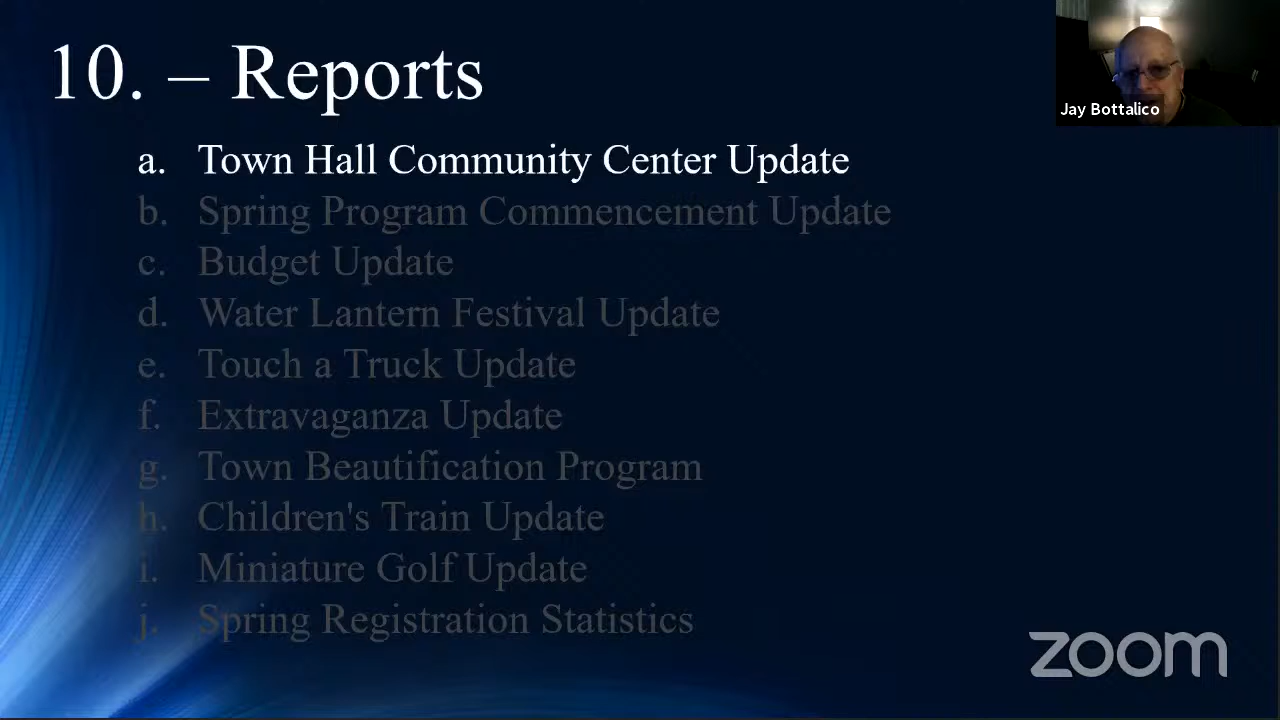 10. – Reports
Jay Bottalico
a. Town Hall Community Center Update
b. Spring Program Commencement Update
c. Budget Update
d. Water Lantern Festival Update
e. Touch a Truck Update
f. Extravaganza Update
g. Town Beautification Program
h. Children's Train Update
i. Miniature Golf Update
j. Spring Registration Statistics
zoom